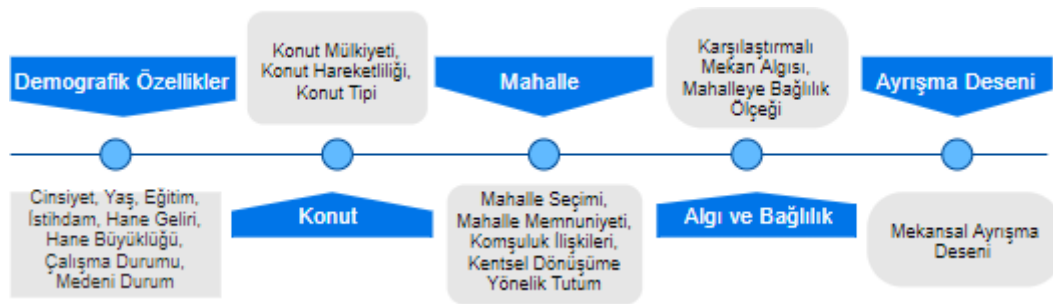 Demografik Özellikler
Cinsiyet, Yaş, Eğitim,
İstihdam, Hane Geliri,
Hane Büyüklüğü,
Çalışma Durumu,
Medeni Durum
Konut Mülkiyeti,
Konut Hareketliliği,
Konut Tipi
Konut
Mahalle
Mahalle Seçimi,
Mahalle Memnuniyeti,
Komşuluk İlişkileri,
Kentsel Dönüşüme
Yönelik Tutum
Karşılaştırmalı
Mekan Algısı,
Mahalleye Bağlılık
Ölçeği
Algı ve Bağlılık
Ayrışma Deseni
Mekansal Ayrışma
Deseni